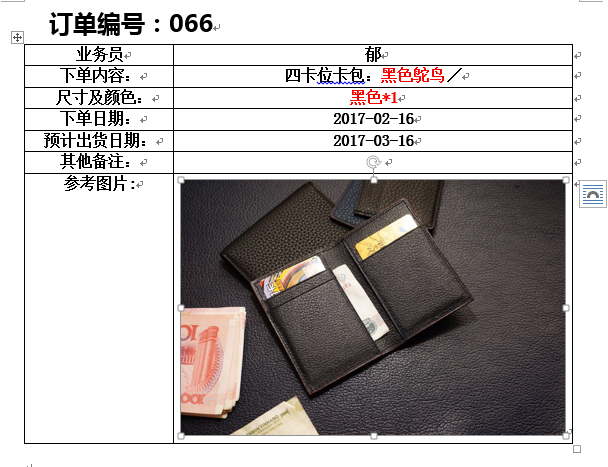 订单编号：066
业务员 郁
下单内容： 四卡位卡包：黑色鸵鸟／
尺寸及颜色： 黑色*1
下单日期： 2017-02-16
预计出货日期： 2017-03-16
其他备注：
参考图片:
100